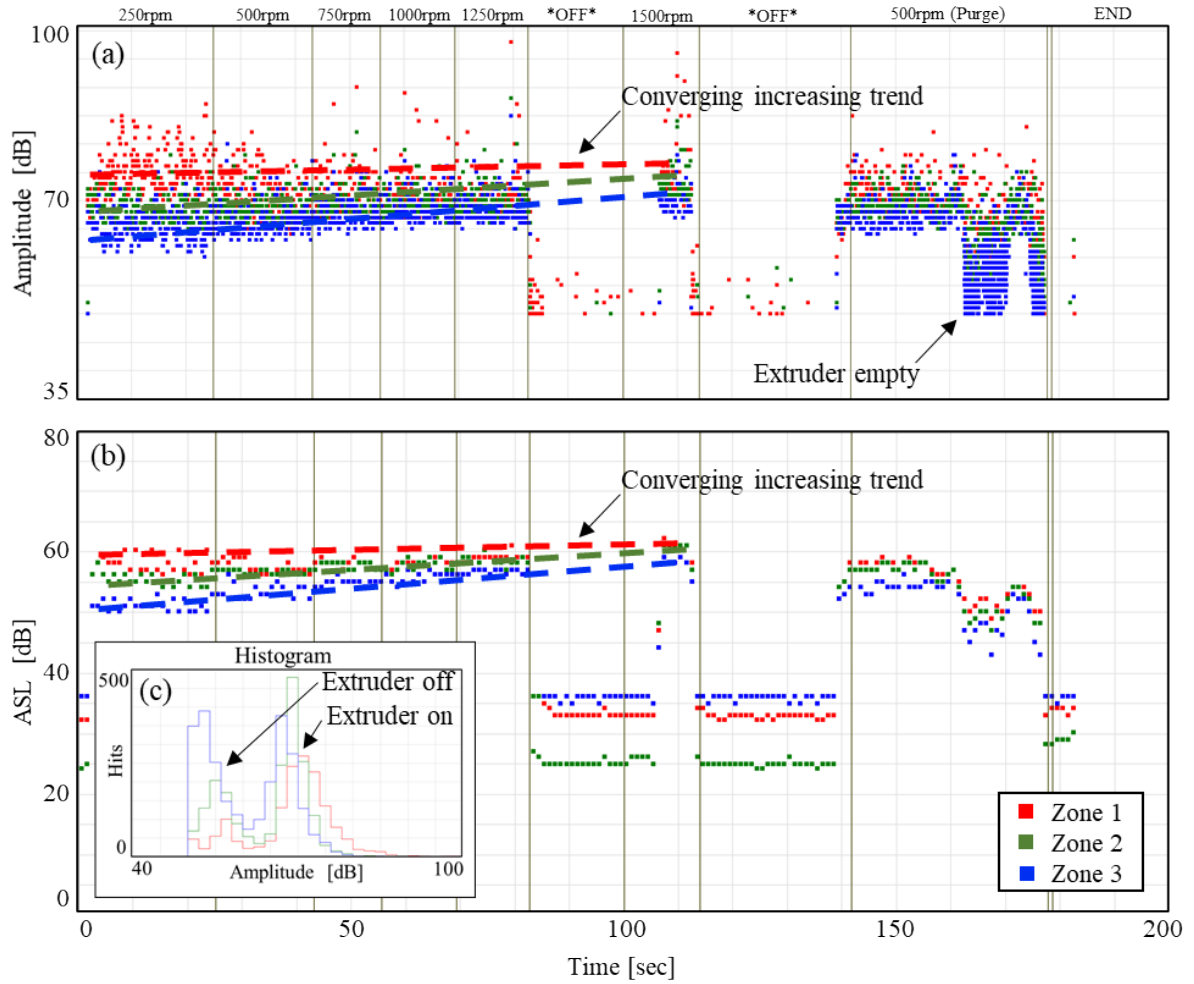 250rpm 500rpm 750rpm 1000rpm 1250rpm *OFF* 1500rpm *OFF* 500rpm (Purge) END
100
(a)
Converging increasing trend
Amplitude [dB]
70
Extruder empty
35
80
(b)
Converging increasing trend
60
ASL [dB]
40
Histogram
500
(c)
Extruder off
Extruder on
Hits
0
40
Amplitude [dB]
100
20
Zone 1
Zone 2
Zone 3
0
0 50 100 150 200
Time [sec]